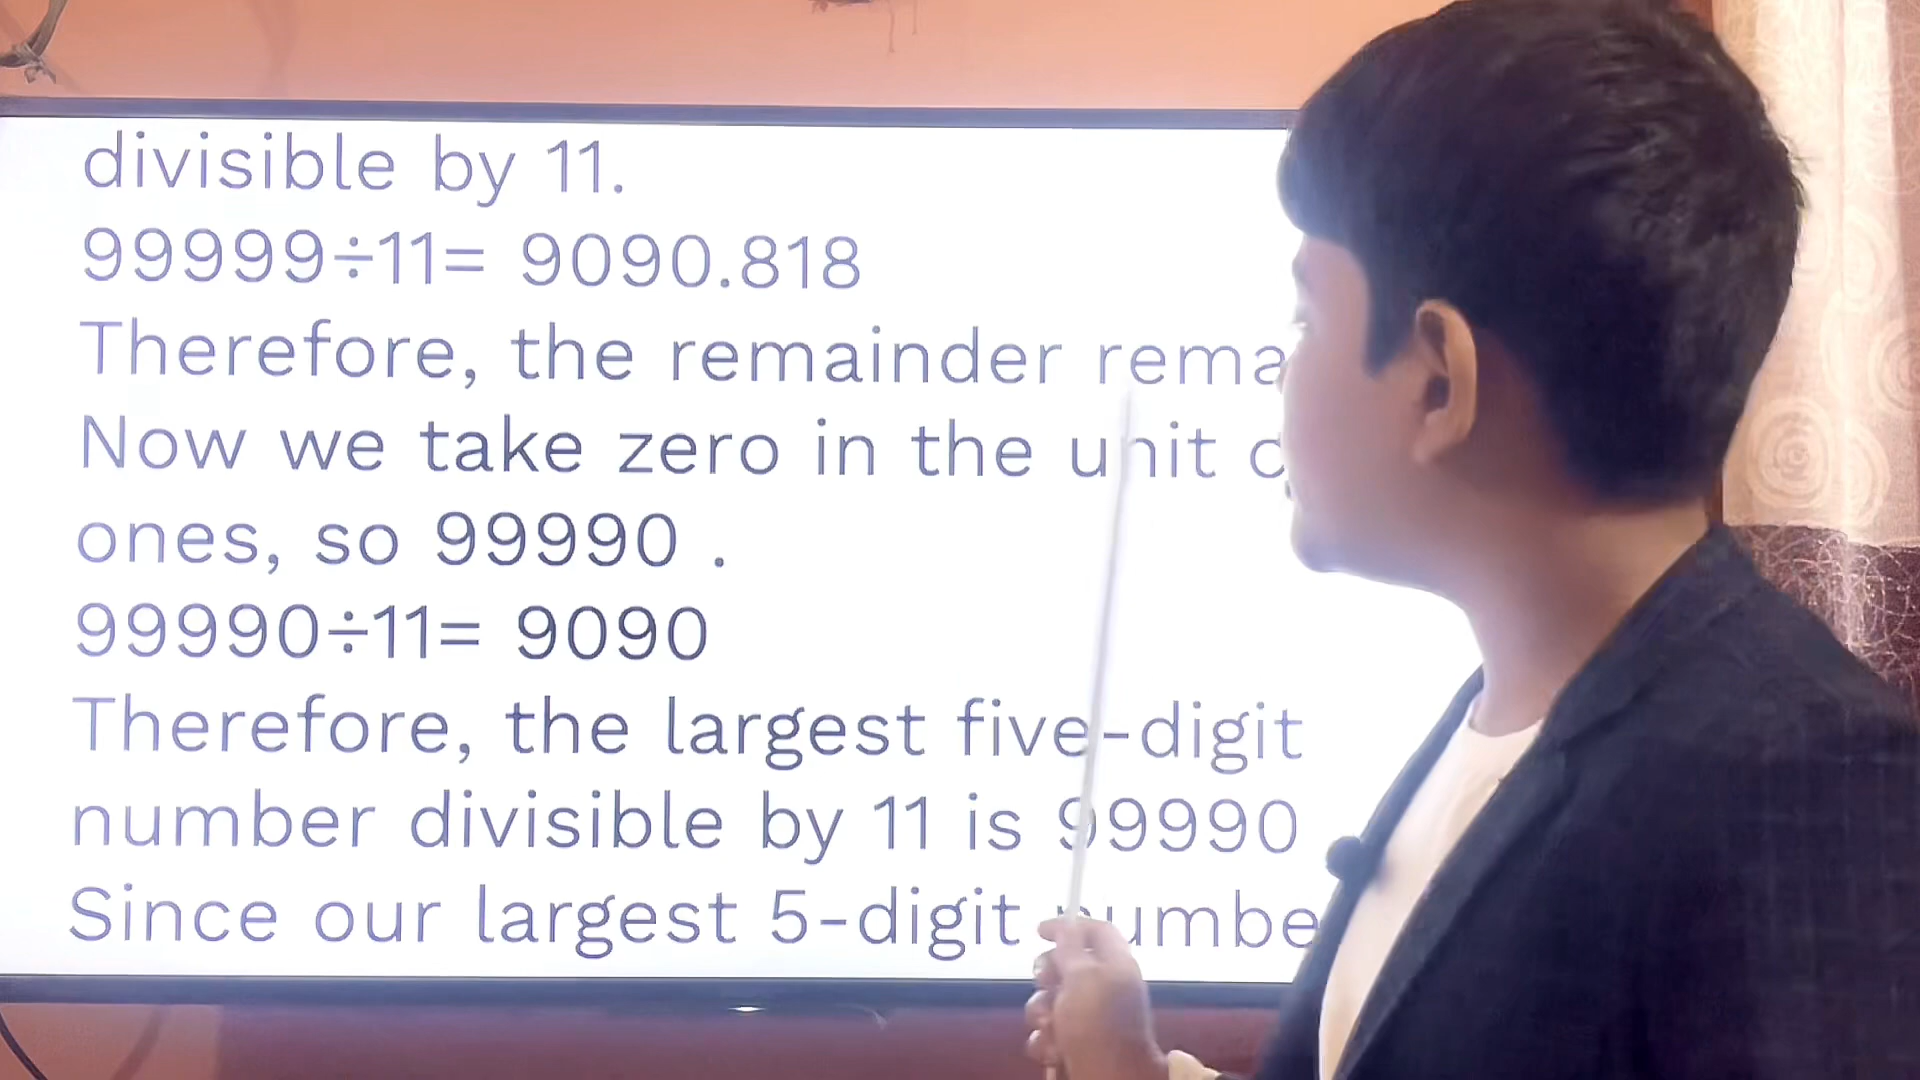 divisible by 11.
99999÷11= 9090.818
Therefore, the remainder rema
Now we take zero in the unit o
ones, so 99990 .
99990÷11= 9090
Therefore, the largest five-digit
number divisible by 11 is 99990
Since our largest 5-digit numbe